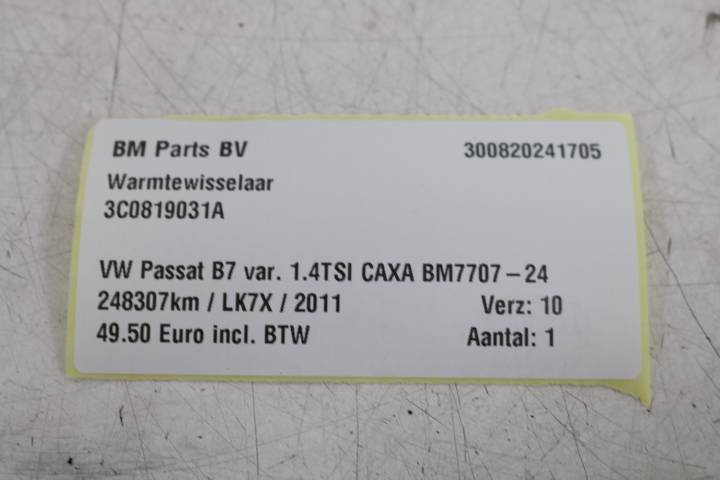 BM Parts BV 300820241705
Warmtewisselaar
3C0819031A
VW Passat B7 var. 1.4TSI CAXA BM7707-24
248307km / LK7X / 2011 Verz: 10
49.50 Euro incl. BTW Aantal: 1